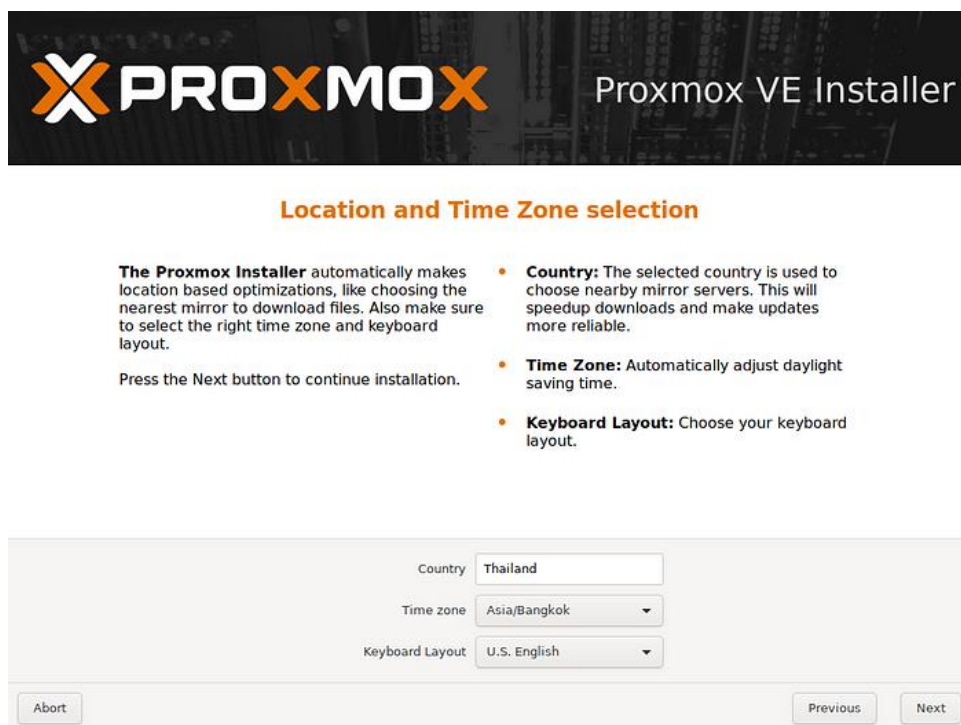 PROXMOX
Proxmox VE Installer
Location and Time Zone selection
The Proxmox Installer automatically makes
location based optimizations, like choosing the
nearest mirror to download files. Also make sure
to select the right time zone and keyboard
layout.
Press the Next button to continue installation.
• Country: The selected country is used to
choose nearby mirror servers. This will
speedup downloads and make updates
more reliable.
• Time Zone: Automatically adjust daylight
saving time.
• Keyboard Layout: Choose your keyboard
layout.
Country Thailand
Time zone Asia/Bangkok
Keyboard Layout U.S. English
Abort Previous Next